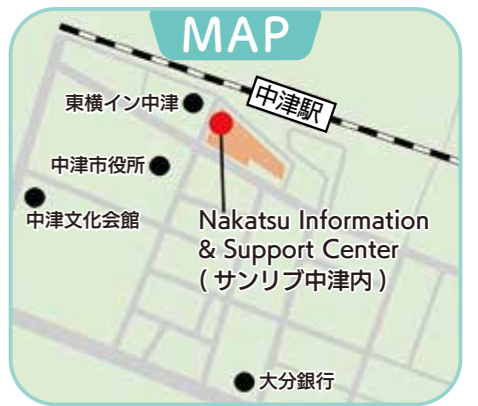 MAP
中津駅
東横イン中津
中津市役所
中津文化会館
Nakatsu Information
& Support Center
( サンリブ中津内 )
大分銀行